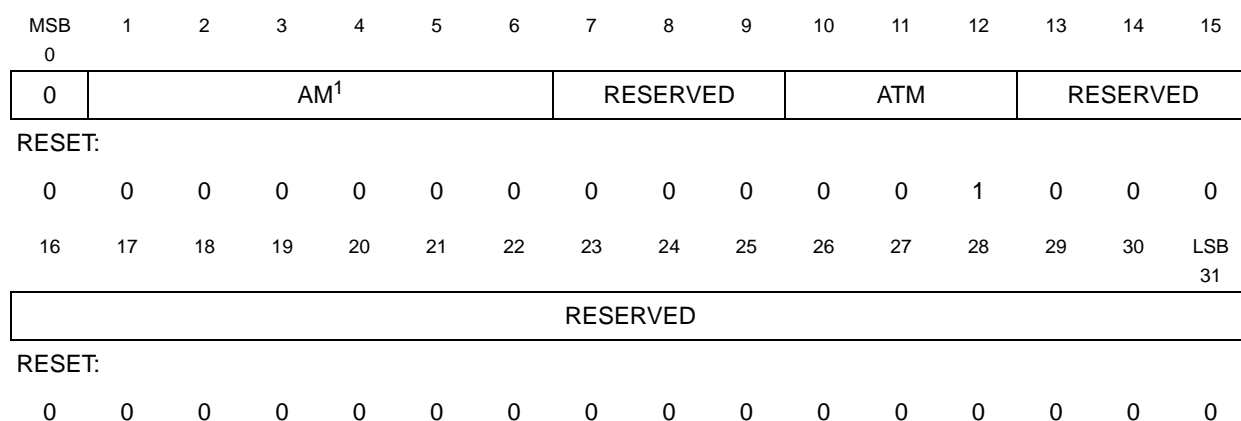 MSB 1 2 3 4 5 6 7 8 9 10 11 12 13 14 15
0
0 AM¹ RESERVED ATM RESERVED
RESET:
0 0 0 0 0 0 0 0 0 0 0 0 1 0 0 0
16 17 18 19 20 21 22 23 24 25 26 27 28 29 30 LSB
31
RESERVED
RESET:
0 0 0 0 0 0 0 0 0 0 0 0 0 0 0 0